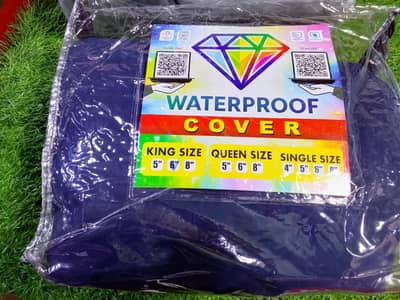 WATERPROOF
COVER
KING SIZE QUEEN SIZE SINGLE SIZE
5" 6" 8" 5" 6" 8" 4" 5" 6" 8"